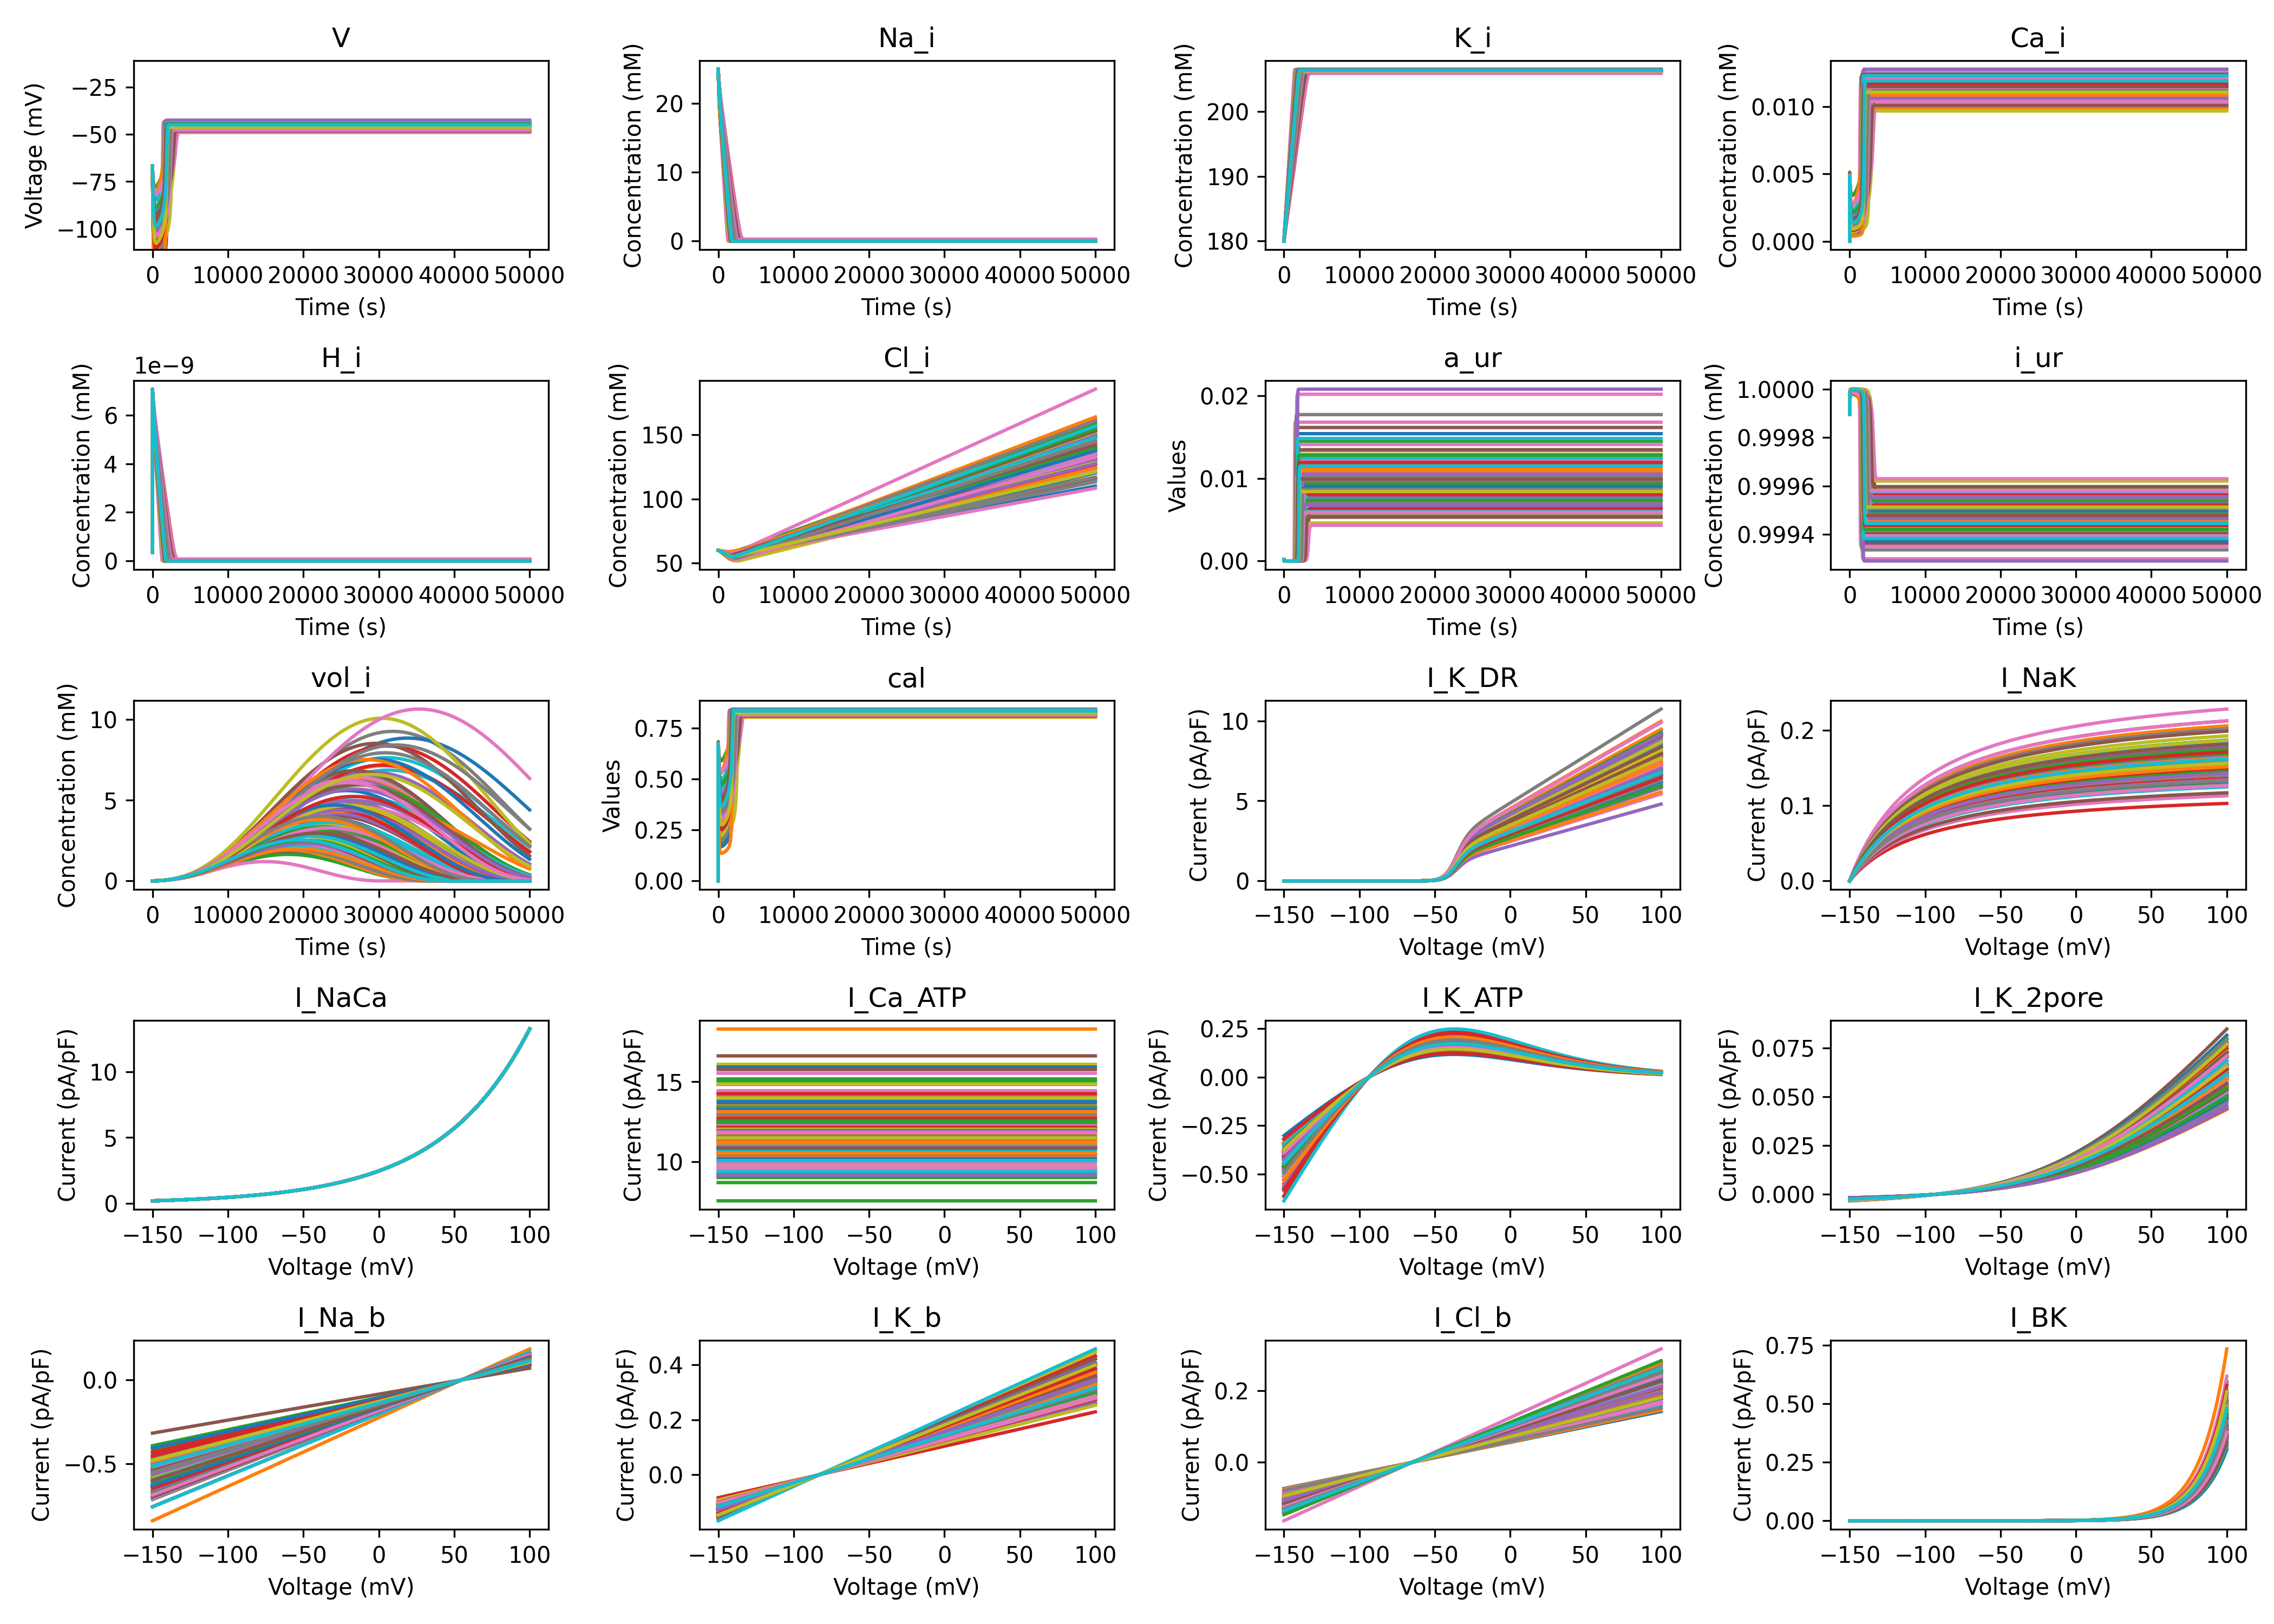 V Na_i K_i Ca_i
Voltage (mV) −25 −50 −75 −100 0 10000 20000 30000 40000 50000 Time (s)
Concentration (mM) 20 10 0 0 10000 20000 30000 40000 50000 Time (s)
Concentration (mM) 200 190 180 0 10000 20000 30000 40000 50000 Time (s)
Concentration (mM) 0.010 0.005 0.000 0 10000 20000 30000 40000 50000 Time (s)
H_i Cl_i a_ur i_ur
1e−9
Concentration (mM) 6 4 2 0 0 10000 20000 30000 40000 50000 Time (s)
Concentration (mM) 150 100 50 0 10000 20000 30000 40000 50000 Time (s)
Values 0.02 0.01 0.00 0 10000 20000 30000 40000 50000 Time (s)
Concentration (mM) 1.0000 0.9998 0.9996 0.9994 0 10000 20000 30000 40000 50000 Time (s)
vol_i cal I_K_DR I_NaK
Concentration (mM) 10 5 0 0 10000 20000 30000 40000 50000 Time (s)
Values 0.75 0.50 0.25 0.00 0 10000 20000 30000 40000 50000 Time (s)
Current (pA/pF) 10 5 0 −150 −100 −50 0 50 100 Voltage (mV)
Current (pA/pF) 0.2 0.1 0.0 −150 −100 −50 0 50 100 Voltage (mV)
I_NaCa I_Ca_ATP I_K_ATP I_K_2pore
Current (pA/pF) 10 5 0 −150 −100 −50 0 50 100 Voltage (mV)
Current (pA/pF) 15 10 −150 −100 −50 0 50 100 Voltage (mV)
Current (pA/pF) 0.25 0.00 −0.25 −0.50 −150 −100 −50 0 50 100 Voltage (mV)
Current (pA/pF) 0.075 0.050 0.025 0.000 −150 −100 −50 0 50 100 Voltage (mV)
I_Na_b I_K_b I_Cl_b I_BK
Current (pA/pF) 0.0 −0.5 −150 −100 −50 0 50 100 Voltage (mV)
Current (pA/pF) 0.4 0.2 0.0 −150 −100 −50 0 50 100 Voltage (mV)
Current (pA/pF) 0.2 0.0 −150 −100 −50 0 50 100 Voltage (mV)
Current (pA/pF) 0.75 0.50 0.25 0.00 −150 −100 −50 0 50 100 Voltage (mV)